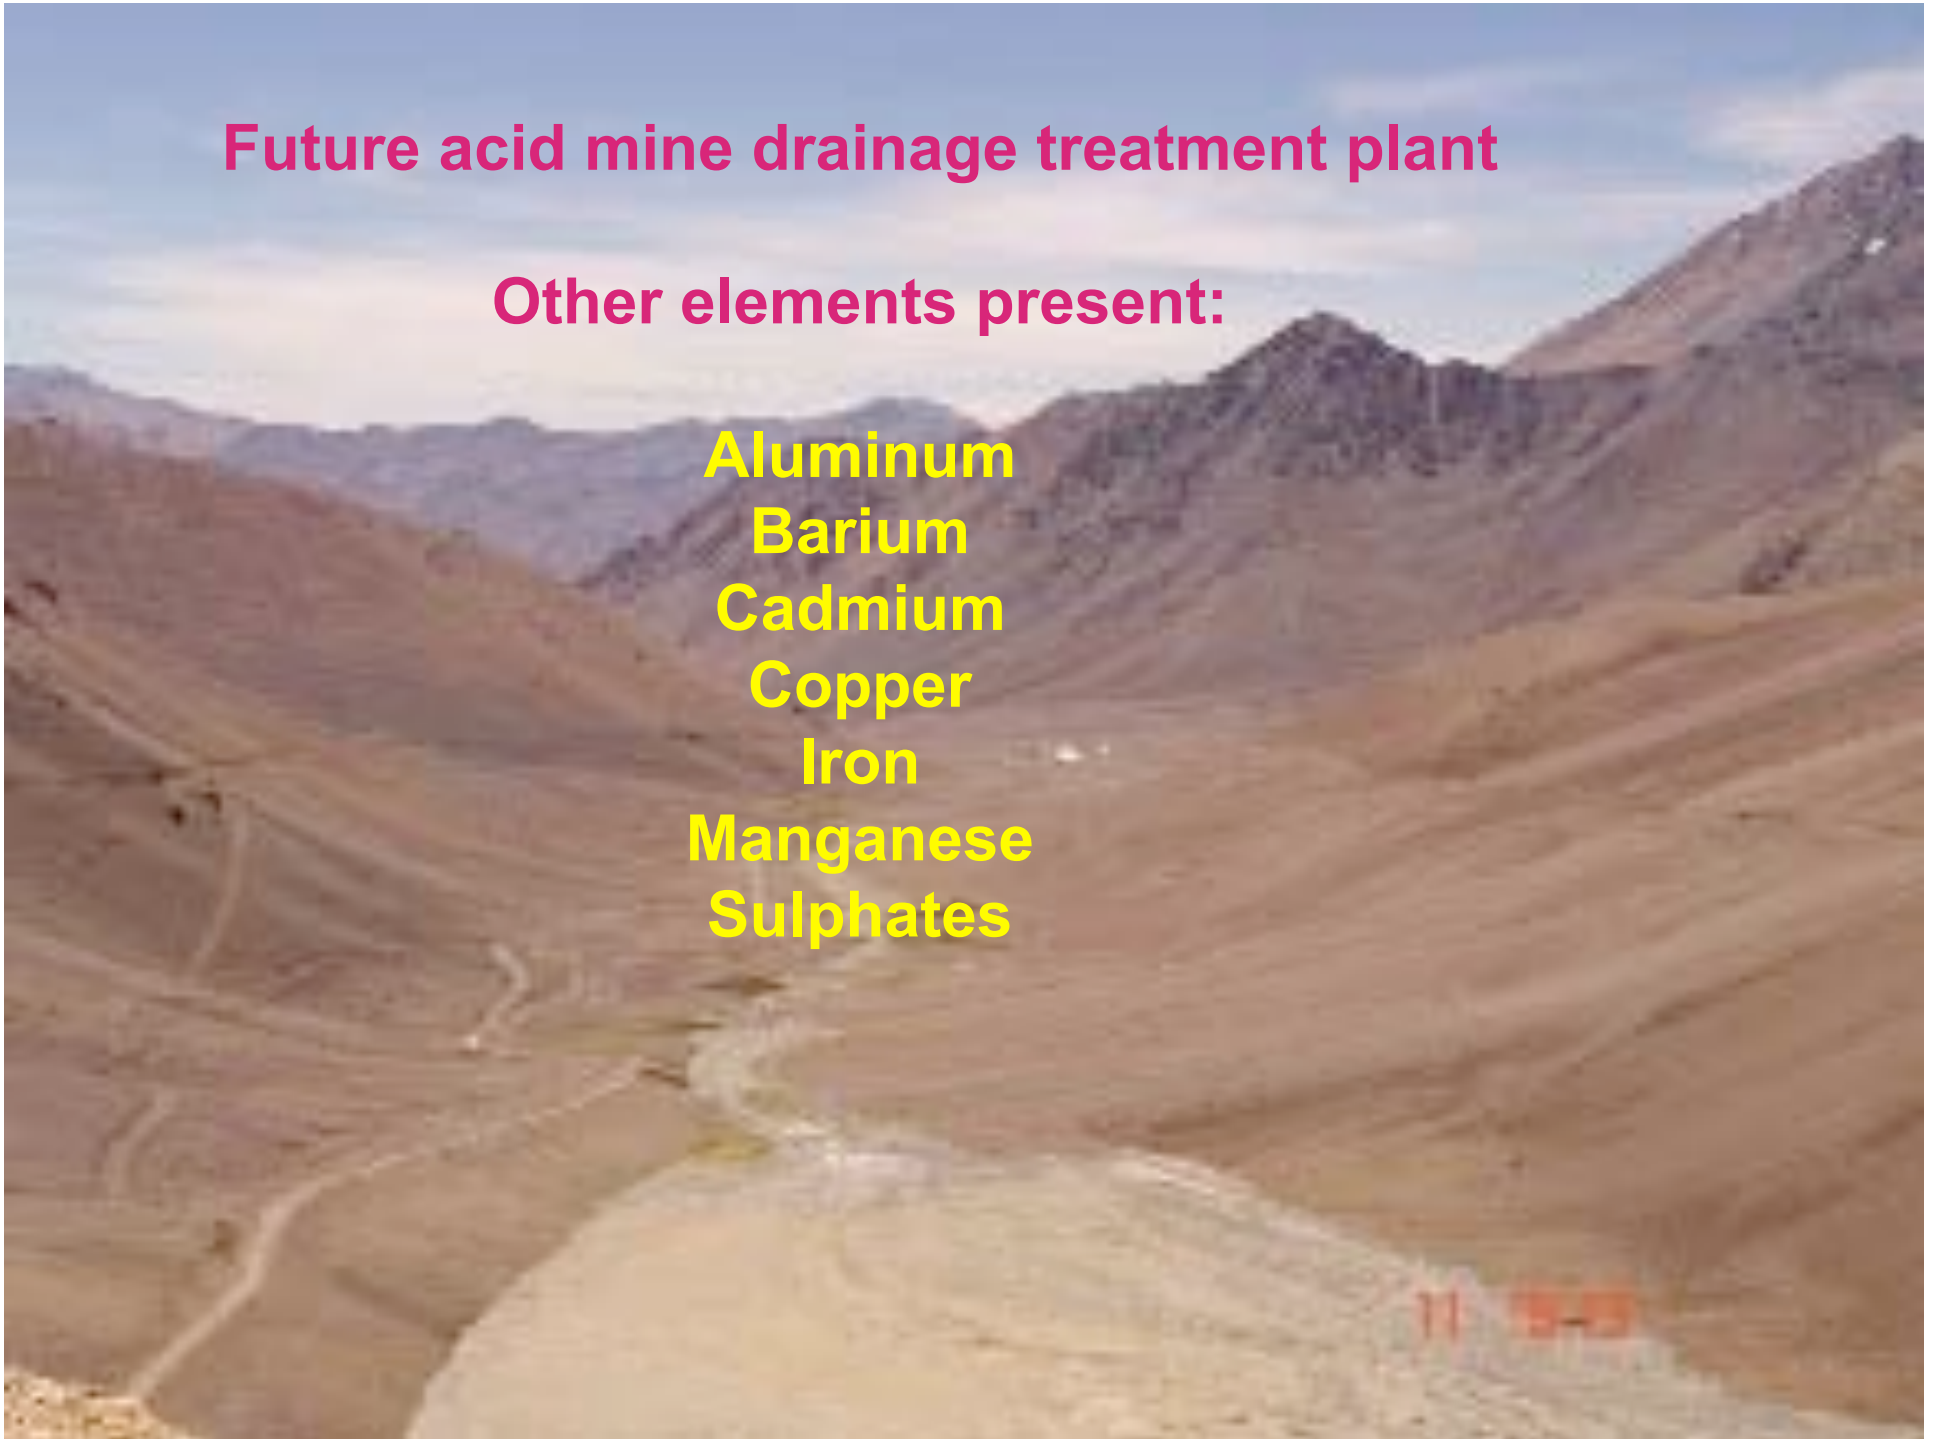 Future acid mine drainage treatment plant
Other elements present:
Aluminum
Barium
Cadmium
Copper
Iron
Manganese
Sulphates